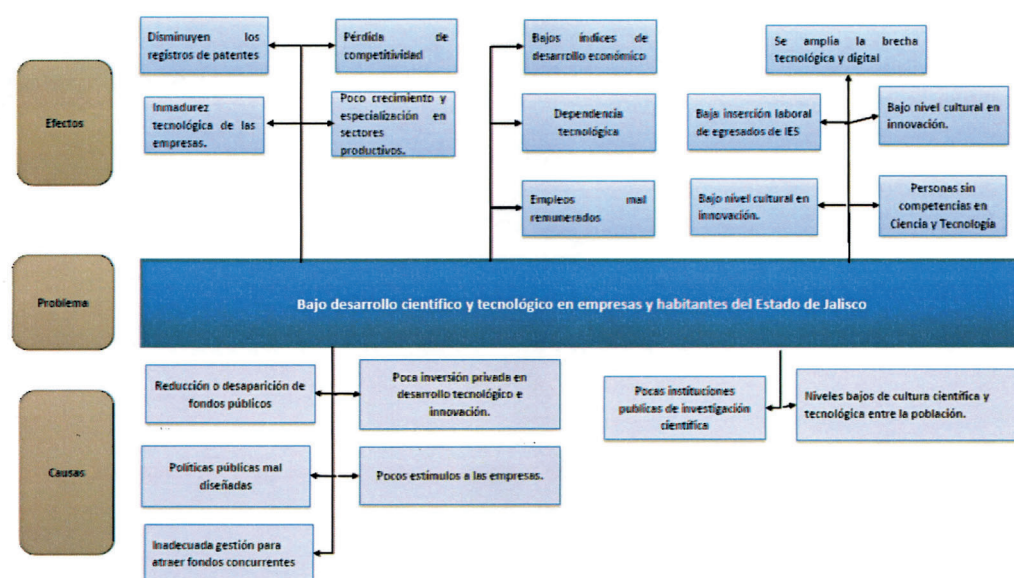 Efectos
Disminuyen los
registros de patentes
Pérdida de
competitividad
Inmadurez
tecnológica de las
empresas.
Poco crecimiento y
especialización en
sectores
productivos.
Bajos índices de
desarrollo económico
Dependencia
tecnológica
Empleos mal
remunerados
Se amplía la brecha
tecnológica y digital
Baja inserción laboral
de egresados de IES
Bajo nivel cultural en
innovación.
Bajo nivel cultural en
innovación.
Personas sin
competencias en
Ciencia y Tecnología
Problema
Bajo desarrollo científico y tecnológico en empresas y habitantes del Estado de Jalisco
Causas
Reducción o desaparición de
fondos públicos
Poca inversión privada en
desarrollo tecnológico e
innovación.
Políticas públicas mal
diseñadas
Pocos estímulos a las empresas.
Inadecuada gestión para
atraer fondos concurrentes
Pocas instituciones
publicas de investigación
científica
Niveles bajos de cultura científica y
tecnológica entre la población.